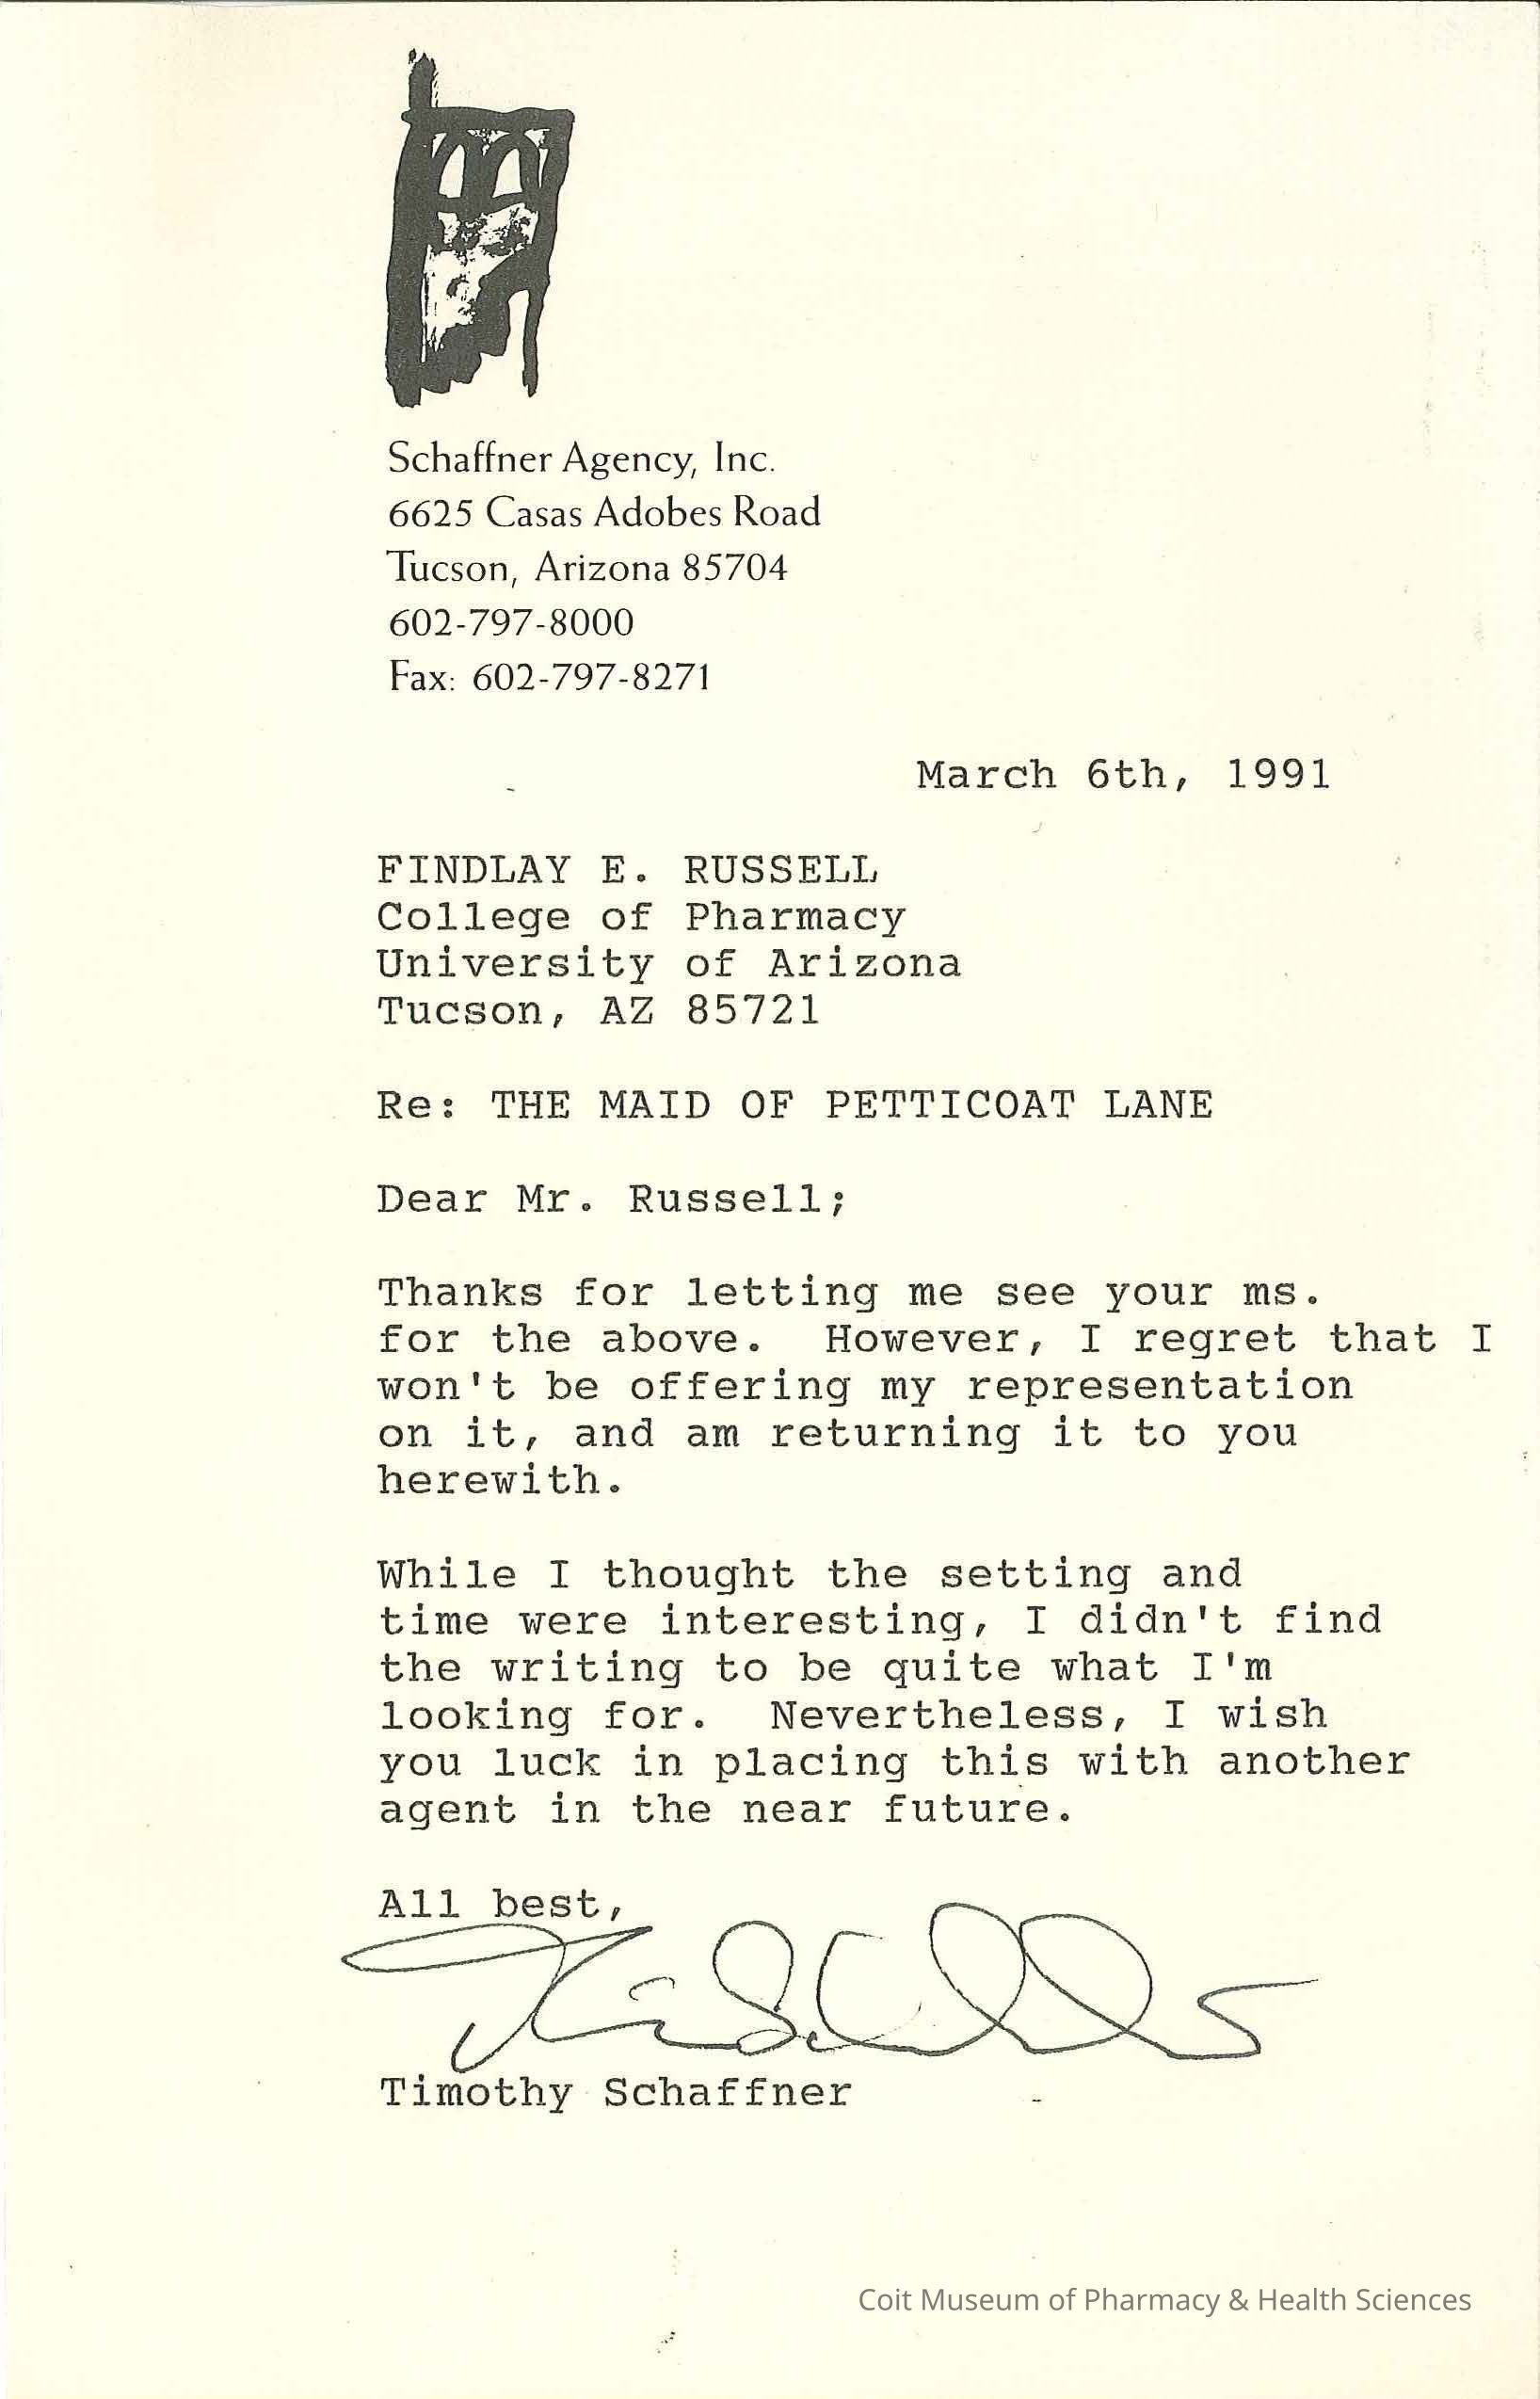 Schaffner Agency, Inc.
6625 Casas Adobes Road
Tucson, Arizona 85704
602-797-8000
Fax: 602-797-8271
March 6th, 1991
FINDLAY E. RUSSELL
College of Pharmacy
University of Arizona
Tucson, AZ 85721
Re: THE MAID OF PETTICOAT LANE
Dear Mr. Russell;
Thanks for letting me see your ms.
for the above. However, I regret that I
won't be offering my representation
on it, and am returning it to you
herewith.
While I thought the setting and
time were interesting, I didn't find
the writing to be quite what I'm
looking for. Nevertheless, I wish
you luck in placing this with another
agent in the near future.
All best,
Timothy Schaffner
Coit Museum of Pharmacy & Health Sciences